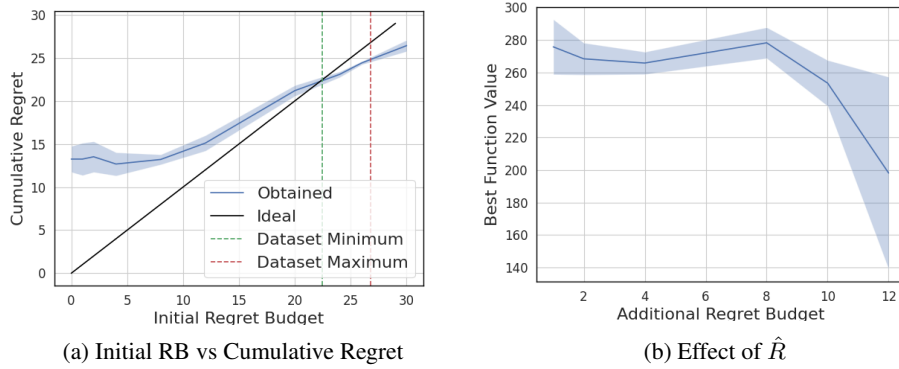 30
25
20
15
10
5
0
Cumulative Regret
Obtained
Ideal
Dataset Minimum
Dataset Maximum
0 5 10 15 20 25 30
Initial Regret Budget
(a) Initial RB vs Cumulative Regret
300
280
260
240
220
200
180
160
140
Best Function Value
2 4 6 8 10 12
Additional Regret Budget
(b) Effect of R̂